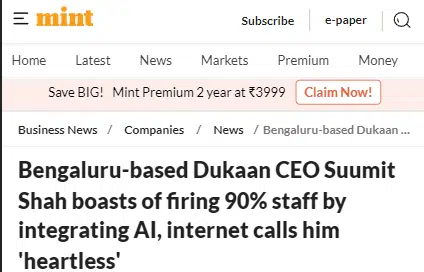 mint
Subscribe e-paper
Home Latest News Markets Premium Money
Save BIG! Mint Premium 2 year at ₹3999 Claim Now!
Business News / Companies / News / Bengaluru-based Dukaan ...
Bengaluru-based Dukaan CEO Suumit
Shah boasts of firing 90% staff by
integrating AI, internet calls him
'heartless'